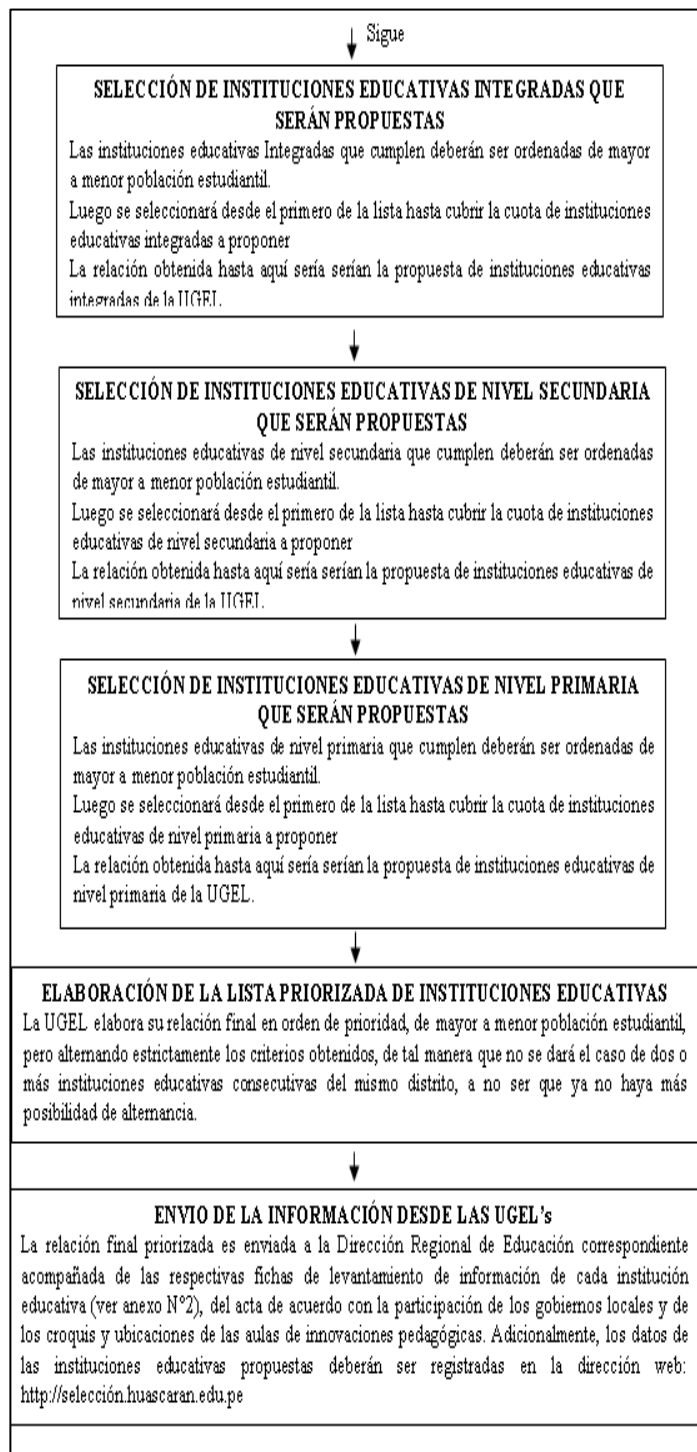 Sigue
SELECCIÓN DE INSTITUCIONES EDUCATIVAS INTEGRADAS QUE
SERÁN PROPUESTAS
Las instituciones educativas Integradas que cumplen deberán ser ordenadas de mayor
a menor población estudiantil.
Luego se seleccionará desde el primero de la lista hasta cubrir la cuota de instituciones
educativas integradas a proponer
La relación obtenida hasta aquí sería serían la propuesta de instituciones educativas
integradas de la UGEL.
SELECCIÓN DE INSTITUCIONES EDUCATIVAS DE NIVEL SECUNDARIA
QUE SERÁN PROPUESTAS
Las instituciones educativas de nivel secundaria que cumplen deberán ser ordenadas
de mayor a menor población estudiantil.
Luego se seleccionará desde el primero de la lista hasta cubrir la cuota de instituciones
educativas de nivel secundaria a proponer
La relación obtenida hasta aquí sería serían la propuesta de instituciones educativas de
nivel secundaria de la UGEL.
SELECCIÓN DE INSTITUCIONES EDUCATIVAS DE NIVEL PRIMARIA
QUE SERÁN PROPUESTAS
Las instituciones educativas de nivel primaria que cumplen deberán ser ordenadas de
mayor a menor población estudiantil.
Luego se seleccionará desde el primero de la lista hasta cubrir la cuota de instituciones
educativas de nivel primaria a proponer
La relación obtenida hasta aquí sería serían la propuesta de instituciones educativas de
nivel primaria de la UGEL.
ELABORACIÓN DE LA LISTA PRIORIZADA DE INSTITUCIONES EDUCATIVAS
La UGEL elabora su relación final en orden de prioridad, de mayor a menor población estudiantil,
pero alternando estrictamente los criterios obtenidos, de tal manera que no se dará el caso de dos o
más instituciones educativas consecutivas del mismo distrito, a no ser que ya no haya más
posibilidad de alternancia.
ENVIO DE LA INFORMACIÓN DESDE LAS UGEL's
La relación final priorizada es enviada a la Dirección Regional de Educación correspondiente
acompañada de las respectivas fichas de levantamiento de información de cada institución
educativa (ver anexo N°2), del acta de acuerdo con la participación de los gobiernos locales y de
los croquis y ubicaciones de las aulas de innovaciones pedagógicas. Adicionalmente, los datos de
las instituciones educativas propuestas deberán ser registradas en la dirección web:
http://selección.huascaran.edu.pe